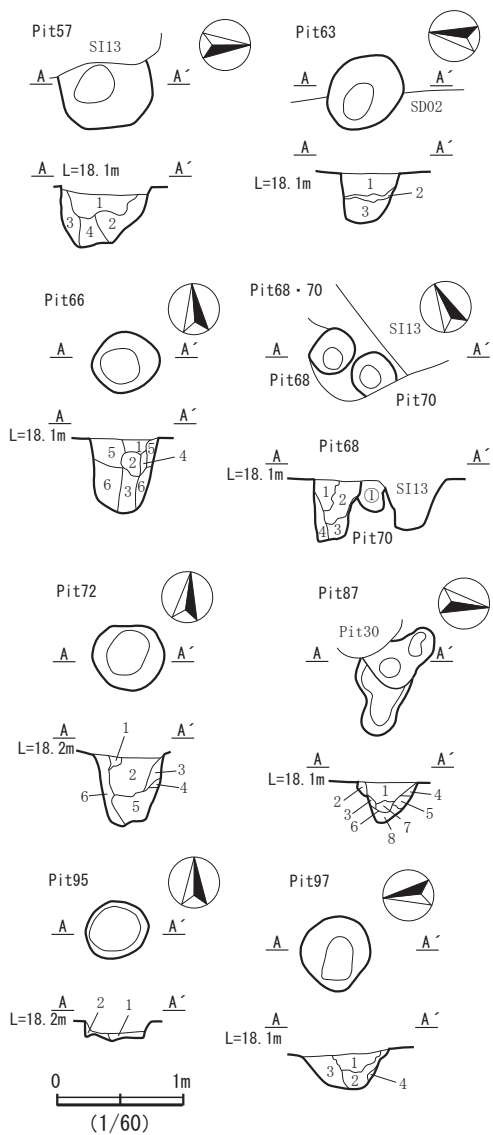 Pit57
SI13
A A´
A L=18.1m A´
1
3 4 2
Pit63
A A´
SD02
A A´
L=18.1m
1
2
3
Pit66
A A´
A A´
L=18.1m
5 1 5
2 4
6 3 6
Pit68・70
SI13
A A´
Pit68
Pit70
Pit68
A A´
L=18.1m
1 2 ① SI13
4 3
Pit70
Pit72
A A´
A A´
L=18.2m
1
2 3
4
6 5
Pit87
Pit30
A A´
A A´
L=18.1m
2 1 4
3 5
6 7
8
Pit95
A A´
A A´
L=18.2m
2 1
Pit97
A A´
A A´
L=18.1m
1
3 2 4
0 1m
(1/60)